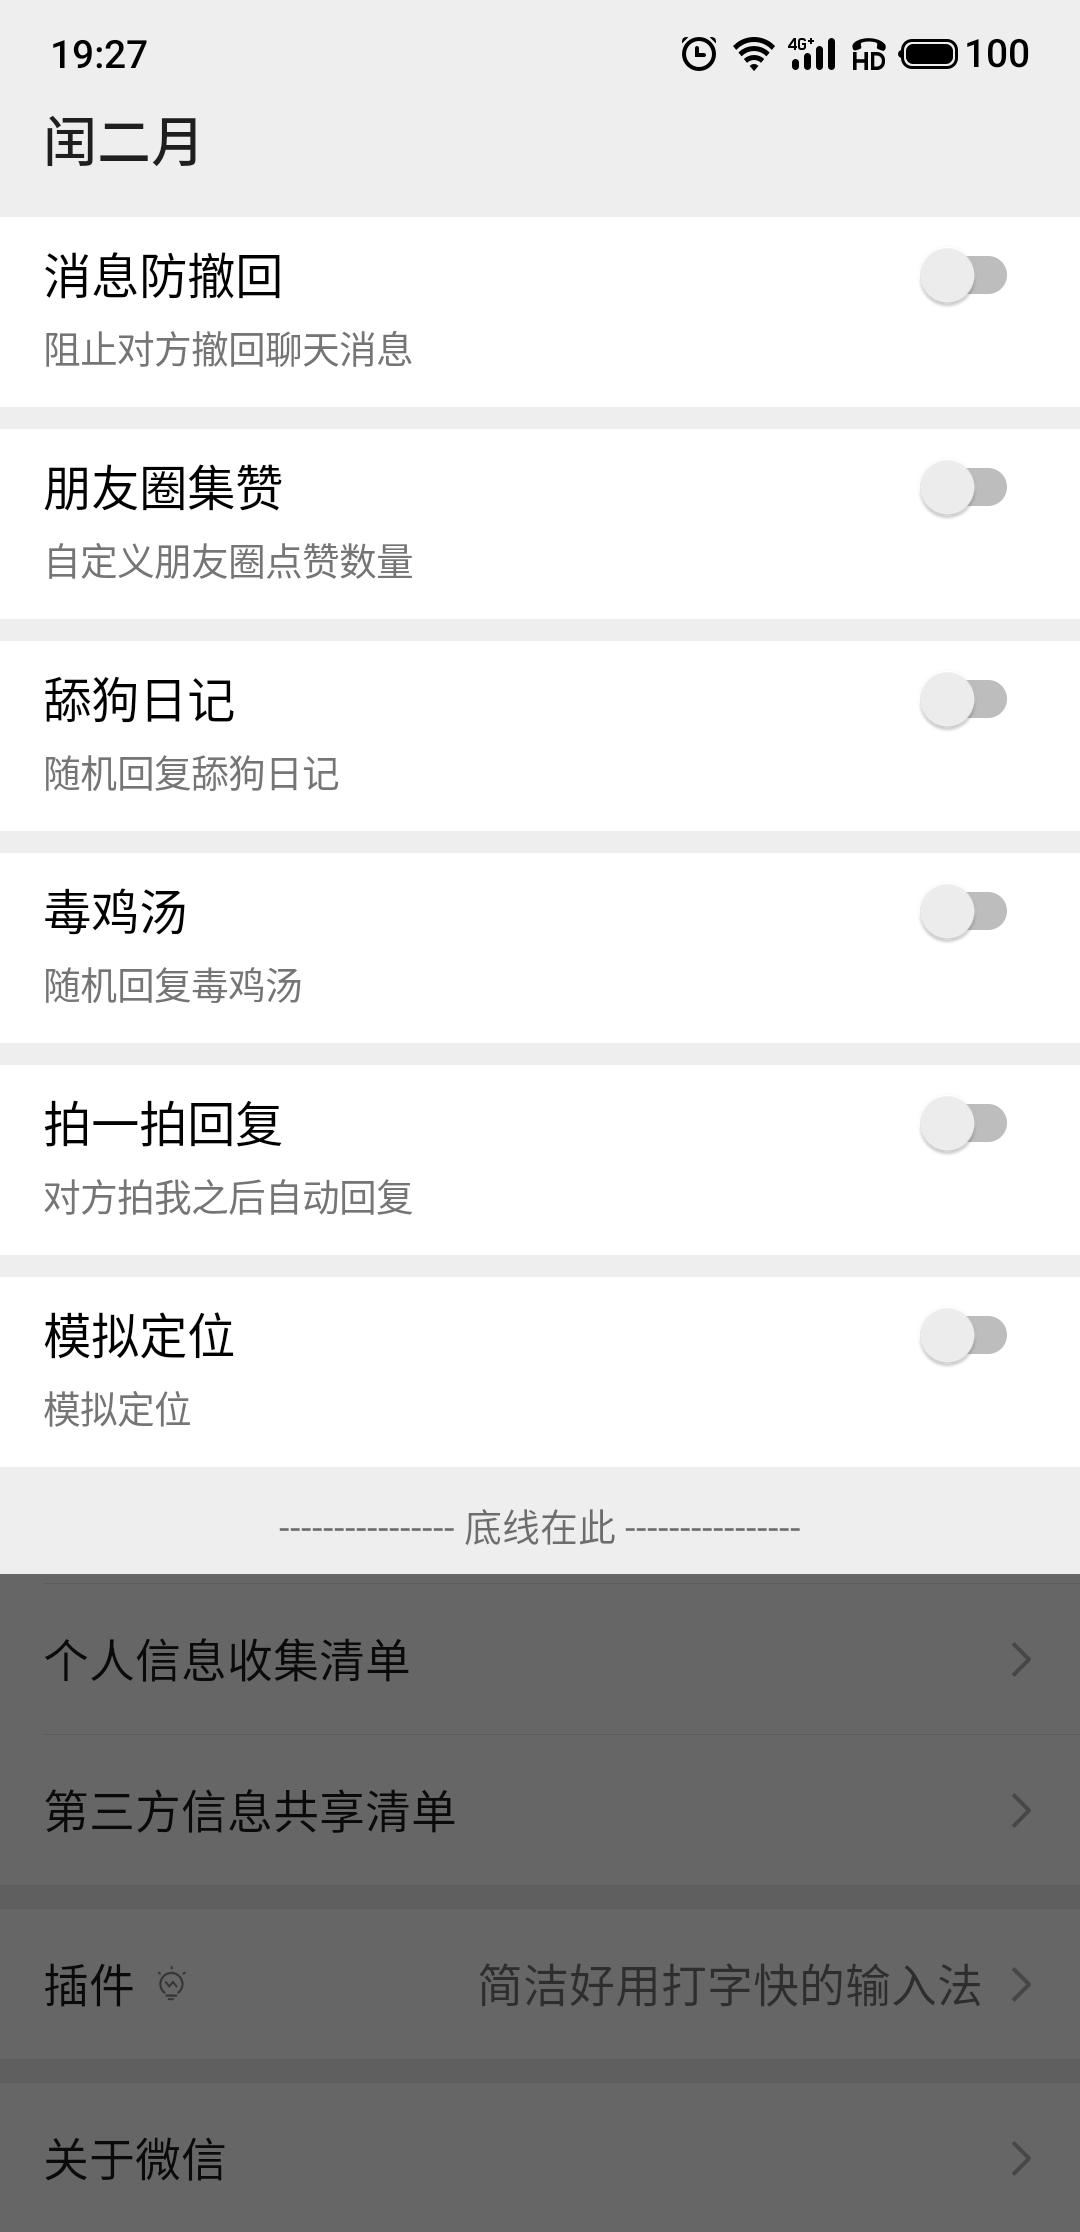 19:27 4G+ HD 100
闰二月
消息防撤回
阻止对方撤回聊天消息
朋友圈集赞
自定义朋友圈点赞数量
舔狗日记
随机回复舔狗日记
毒鸡汤
随机回复毒鸡汤
拍一拍回复
对方拍我之后自动回复
模拟定位
模拟定位
---------------- 底线在此 ----------------
个人信息收集清单
第三方信息共享清单
插件 简洁好用打字快的输入法
关于微信